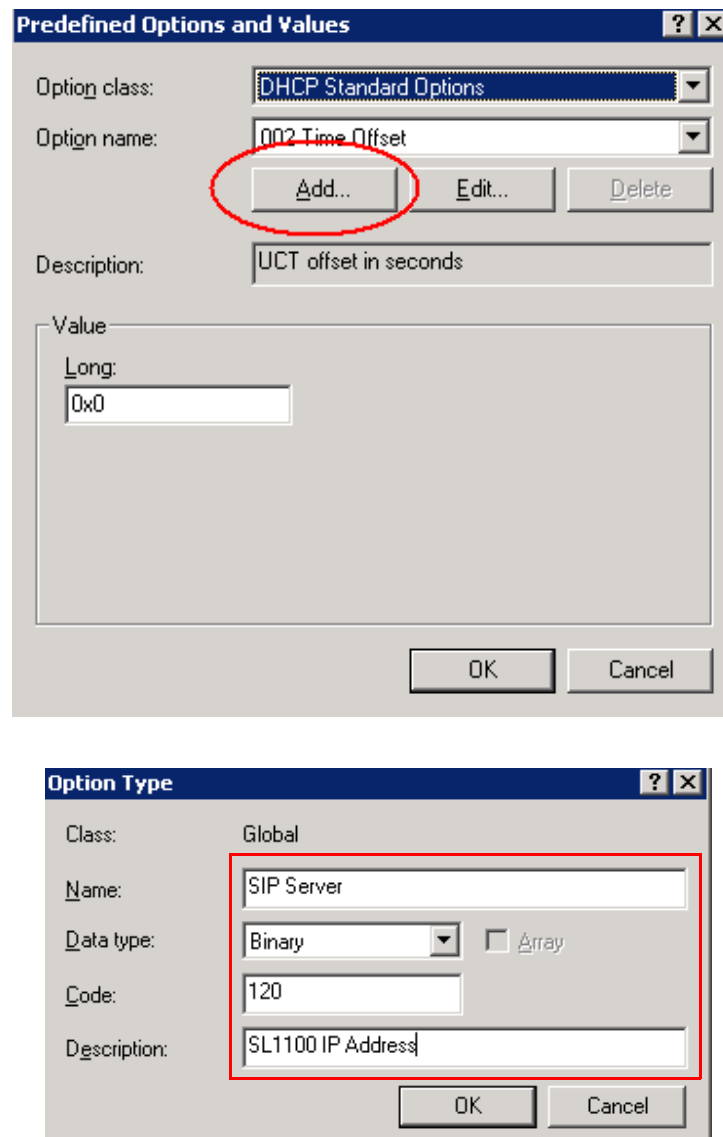 Predefined Options and Values
Option class: DHCP Standard Options
Option name: 002 Time Offset
Add... Edit... Delete
Description: UCT offset in seconds
Value
Long:
0x0
OK Cancel
Option Type
Class: Global
Name: SIP Server
Data type: Binary Array
Code: 120
Description: SL1100 IP Address
OK Cancel